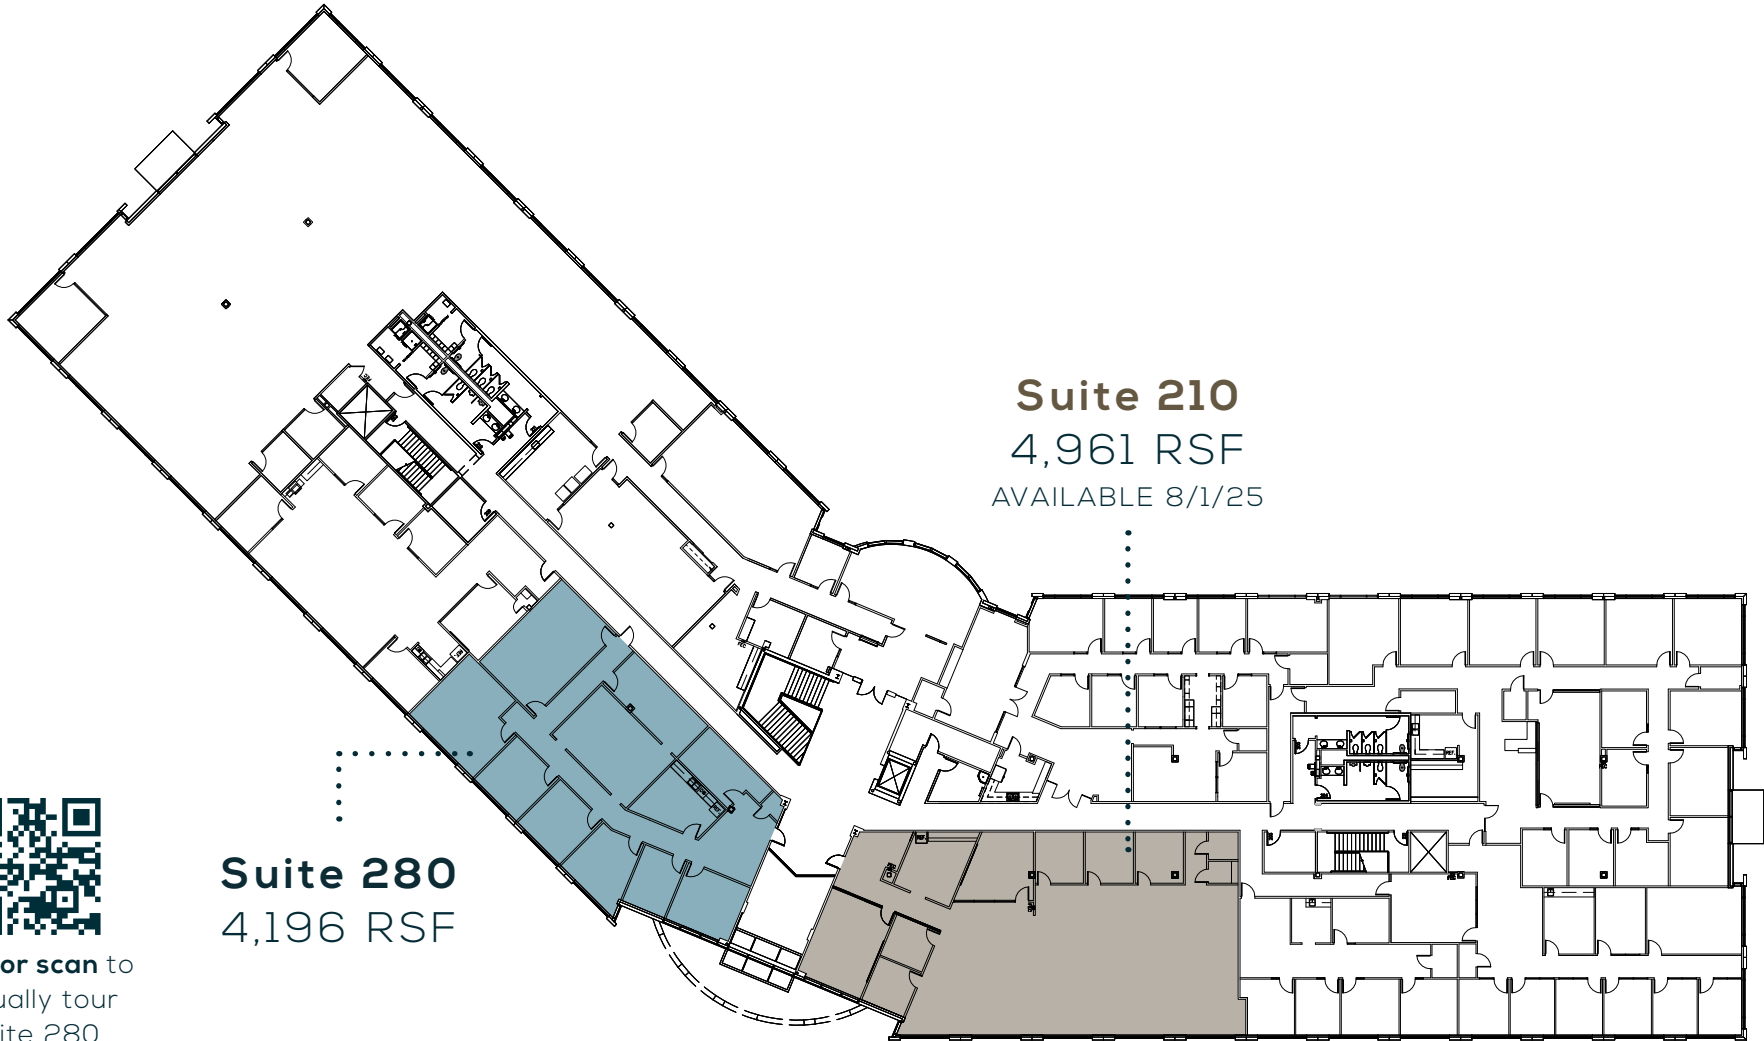 Suite 210
4,961 RSF
AVAILABLE 8/1/25
Suite 280
4,196 RSF
or scan to
ually tour
ite 280